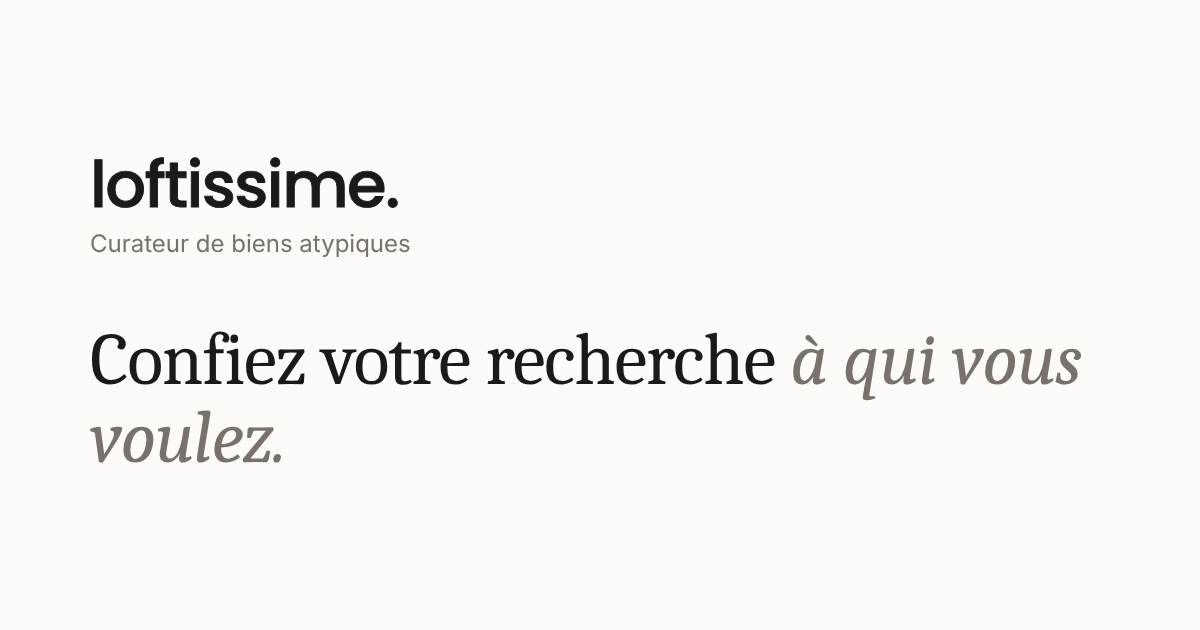 loftissime.
Curateur de biens atypiques
Confiez votre recherche à qui vous
voulez.